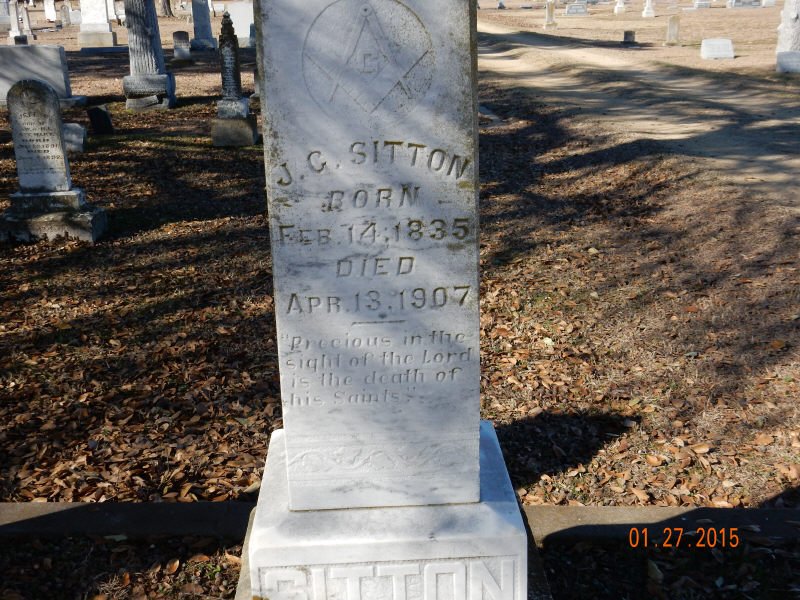 G
J. C. SITTON
BORN
FEB. 14, 1835
DIED
APR. 13. 1907
"Precious in the
sight of the Lord
is the death of
his Saints.
SITTON
01.27.2015